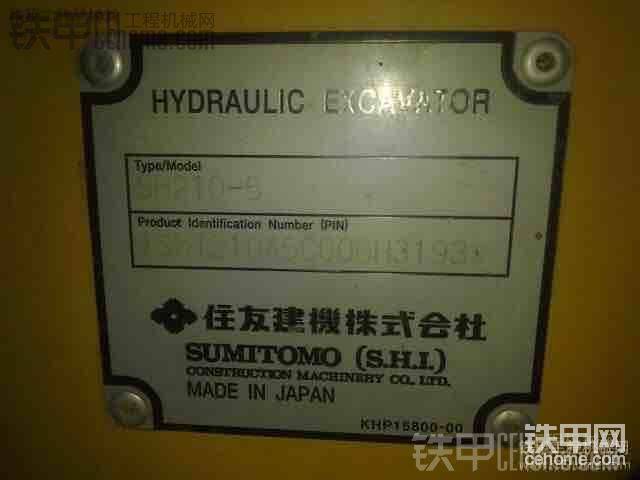 铁甲 工程机械网
cehome.com
HYDRAULIC EXCAVATOR
Type/Model
SH210-5
Product Identification Number (PIN)
住友建機株式会社
SUMITOMO (S.H.I.)
CONSTRUCTION MACHINERY CO., LTD.
MADE IN JAPAN
KHP15800-00
铁甲网
cehome.com
铁甲